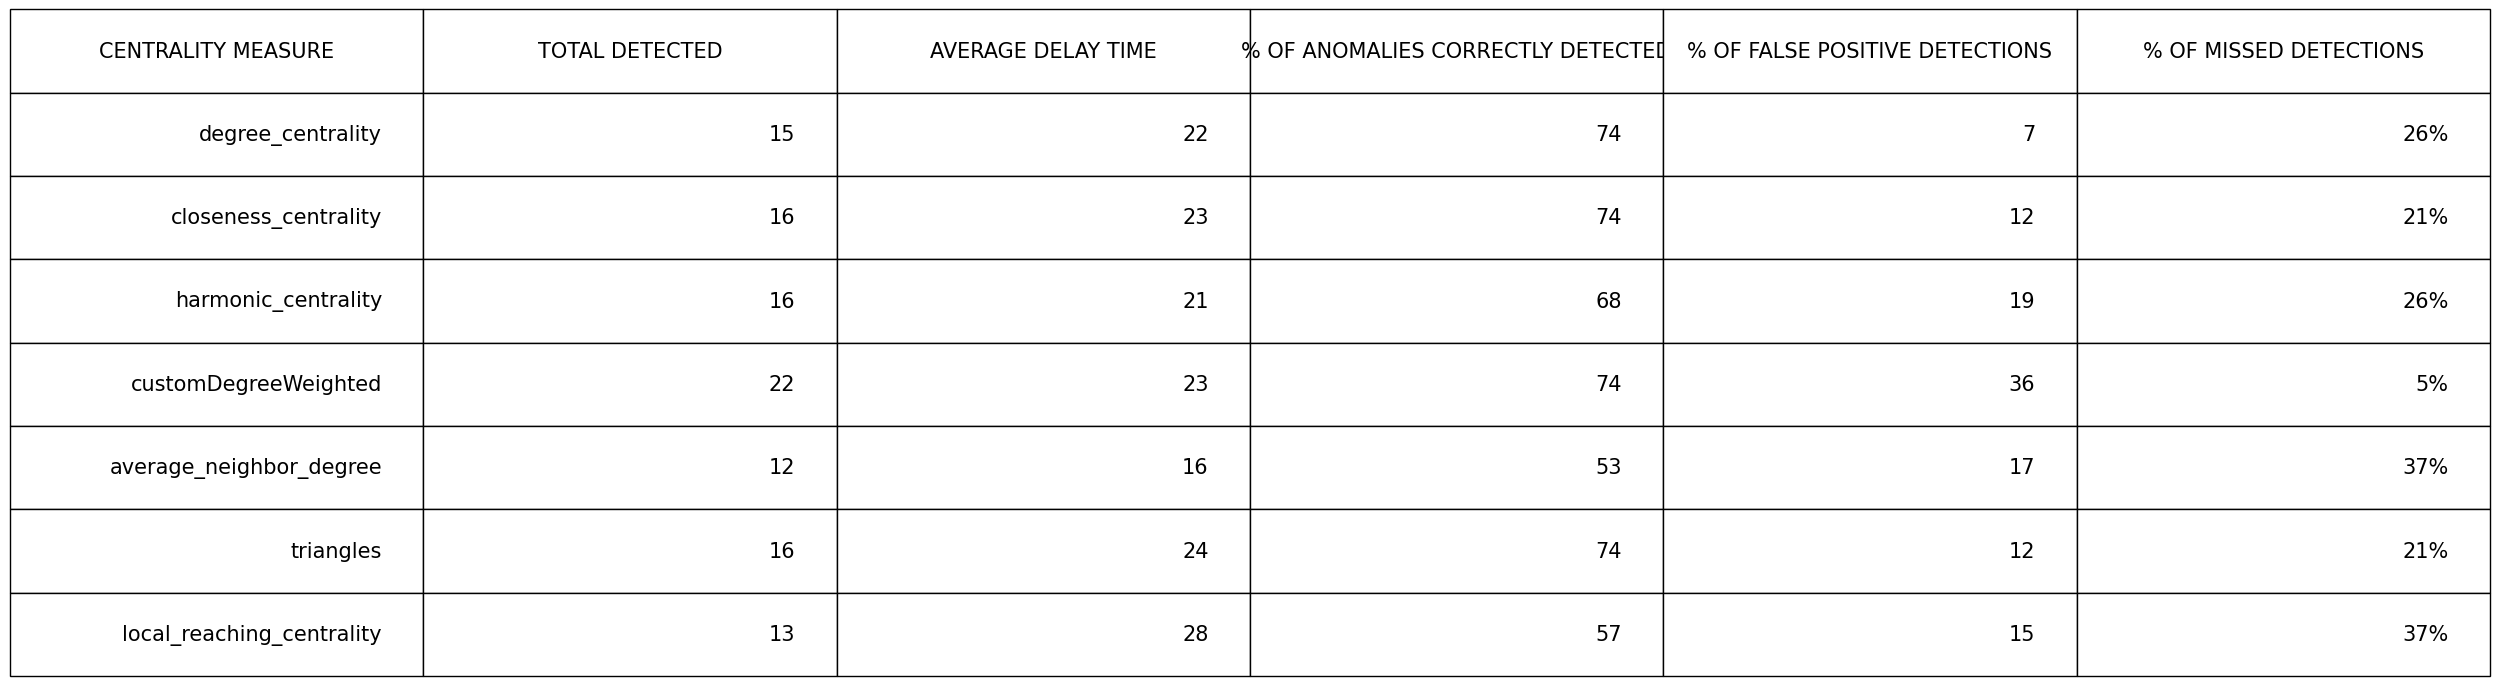 CENTRALITY MEASURE TOTAL DETECTED AVERAGE DELAY TIME % OF ANOMALIES CORRECTLY DETECTED % OF FALSE POSITIVE DETECTIONS % OF MISSED DETECTIONS
degree_centrality 15 22 74 7 26%
closeness_centrality 16 23 74 12 21%
harmonic_centrality 16 21 68 19 26%
customDegreeWeighted 22 23 74 36 5%
average_neighbor_degree 12 16 53 17 37%
triangles 16 24 74 12 21%
local_reaching_centrality 13 28 57 15 37%